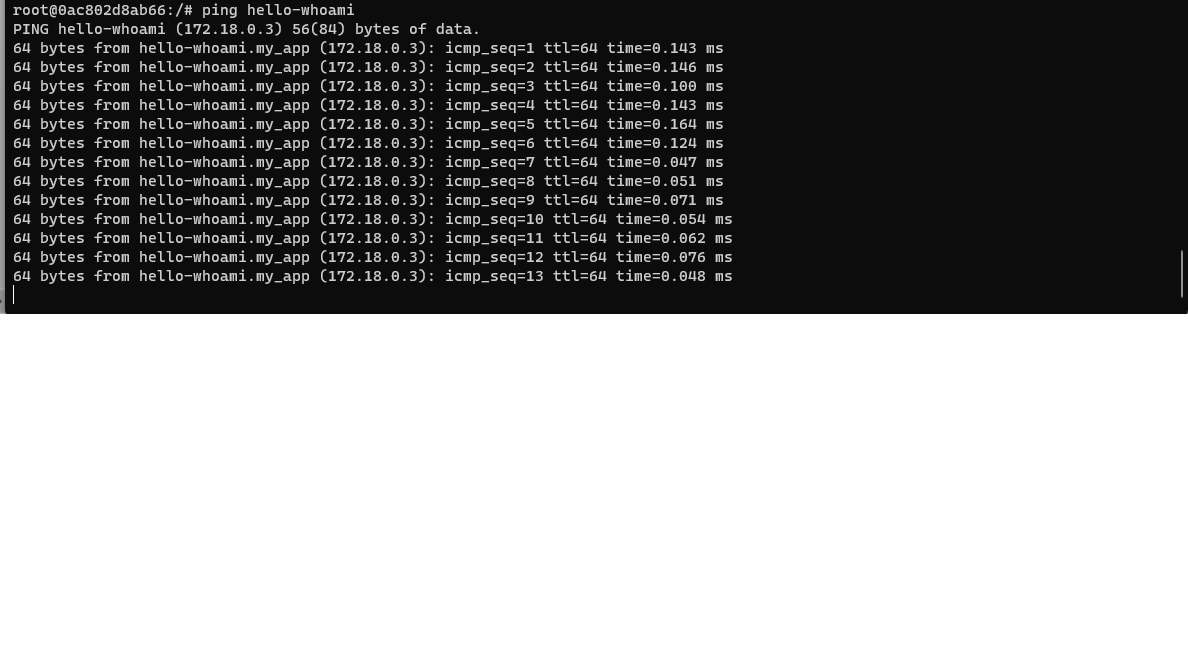 root@0ac802d8ab66:/# ping hello-whoami
PING hello-whoami (172.18.0.3) 56(84) bytes of data.
64 bytes from hello-whoami.my_app (172.18.0.3): icmp_seq=1 ttl=64 time=0.143 ms
64 bytes from hello-whoami.my_app (172.18.0.3): icmp_seq=2 ttl=64 time=0.146 ms
64 bytes from hello-whoami.my_app (172.18.0.3): icmp_seq=3 ttl=64 time=0.100 ms
64 bytes from hello-whoami.my_app (172.18.0.3): icmp_seq=4 ttl=64 time=0.143 ms
64 bytes from hello-whoami.my_app (172.18.0.3): icmp_seq=5 ttl=64 time=0.164 ms
64 bytes from hello-whoami.my_app (172.18.0.3): icmp_seq=6 ttl=64 time=0.124 ms
64 bytes from hello-whoami.my_app (172.18.0.3): icmp_seq=7 ttl=64 time=0.047 ms
64 bytes from hello-whoami.my_app (172.18.0.3): icmp_seq=8 ttl=64 time=0.051 ms
64 bytes from hello-whoami.my_app (172.18.0.3): icmp_seq=9 ttl=64 time=0.071 ms
64 bytes from hello-whoami.my_app (172.18.0.3): icmp_seq=10 ttl=64 time=0.054 ms
64 bytes from hello-whoami.my_app (172.18.0.3): icmp_seq=11 ttl=64 time=0.062 ms
64 bytes from hello-whoami.my_app (172.18.0.3): icmp_seq=12 ttl=64 time=0.076 ms
64 bytes from hello-whoami.my_app (172.18.0.3): icmp_seq=13 ttl=64 time=0.048 ms